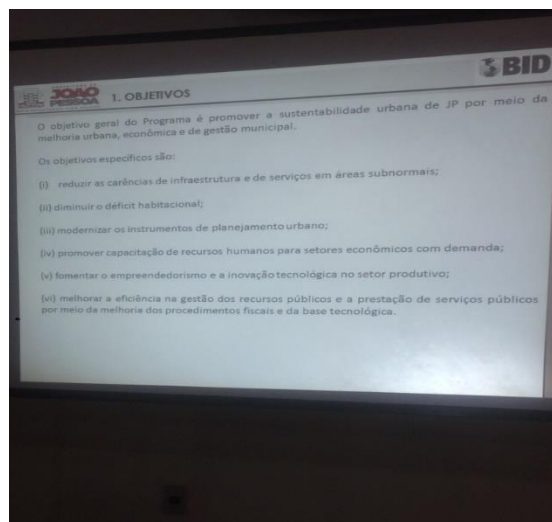 JOÃO
PESSOA
1. OBJETIVOS
BID
O objetivo geral do Programa é promover a sustentabilidade urbana de JP por meio da
melhoria urbana, econômica e de gestão municipal.
Os objetivos específicos são:
(i) reduzir as carências de infraestrutura e de serviços em áreas subnormais;
(ii) diminuir o déficit habitacional;
(iii) modernizar os instrumentos de planejamento urbano;
(iv) promover capacitação de recursos humanos para setores econômicos com demanda;
(v) fomentar o empreendedorismo e a inovação tecnológica no setor produtivo;
(vi) melhorar a eficiência na gestão dos recursos públicos e a prestação de serviços públicos
por meio da melhoria dos procedimentos fiscais e da base tecnológica.